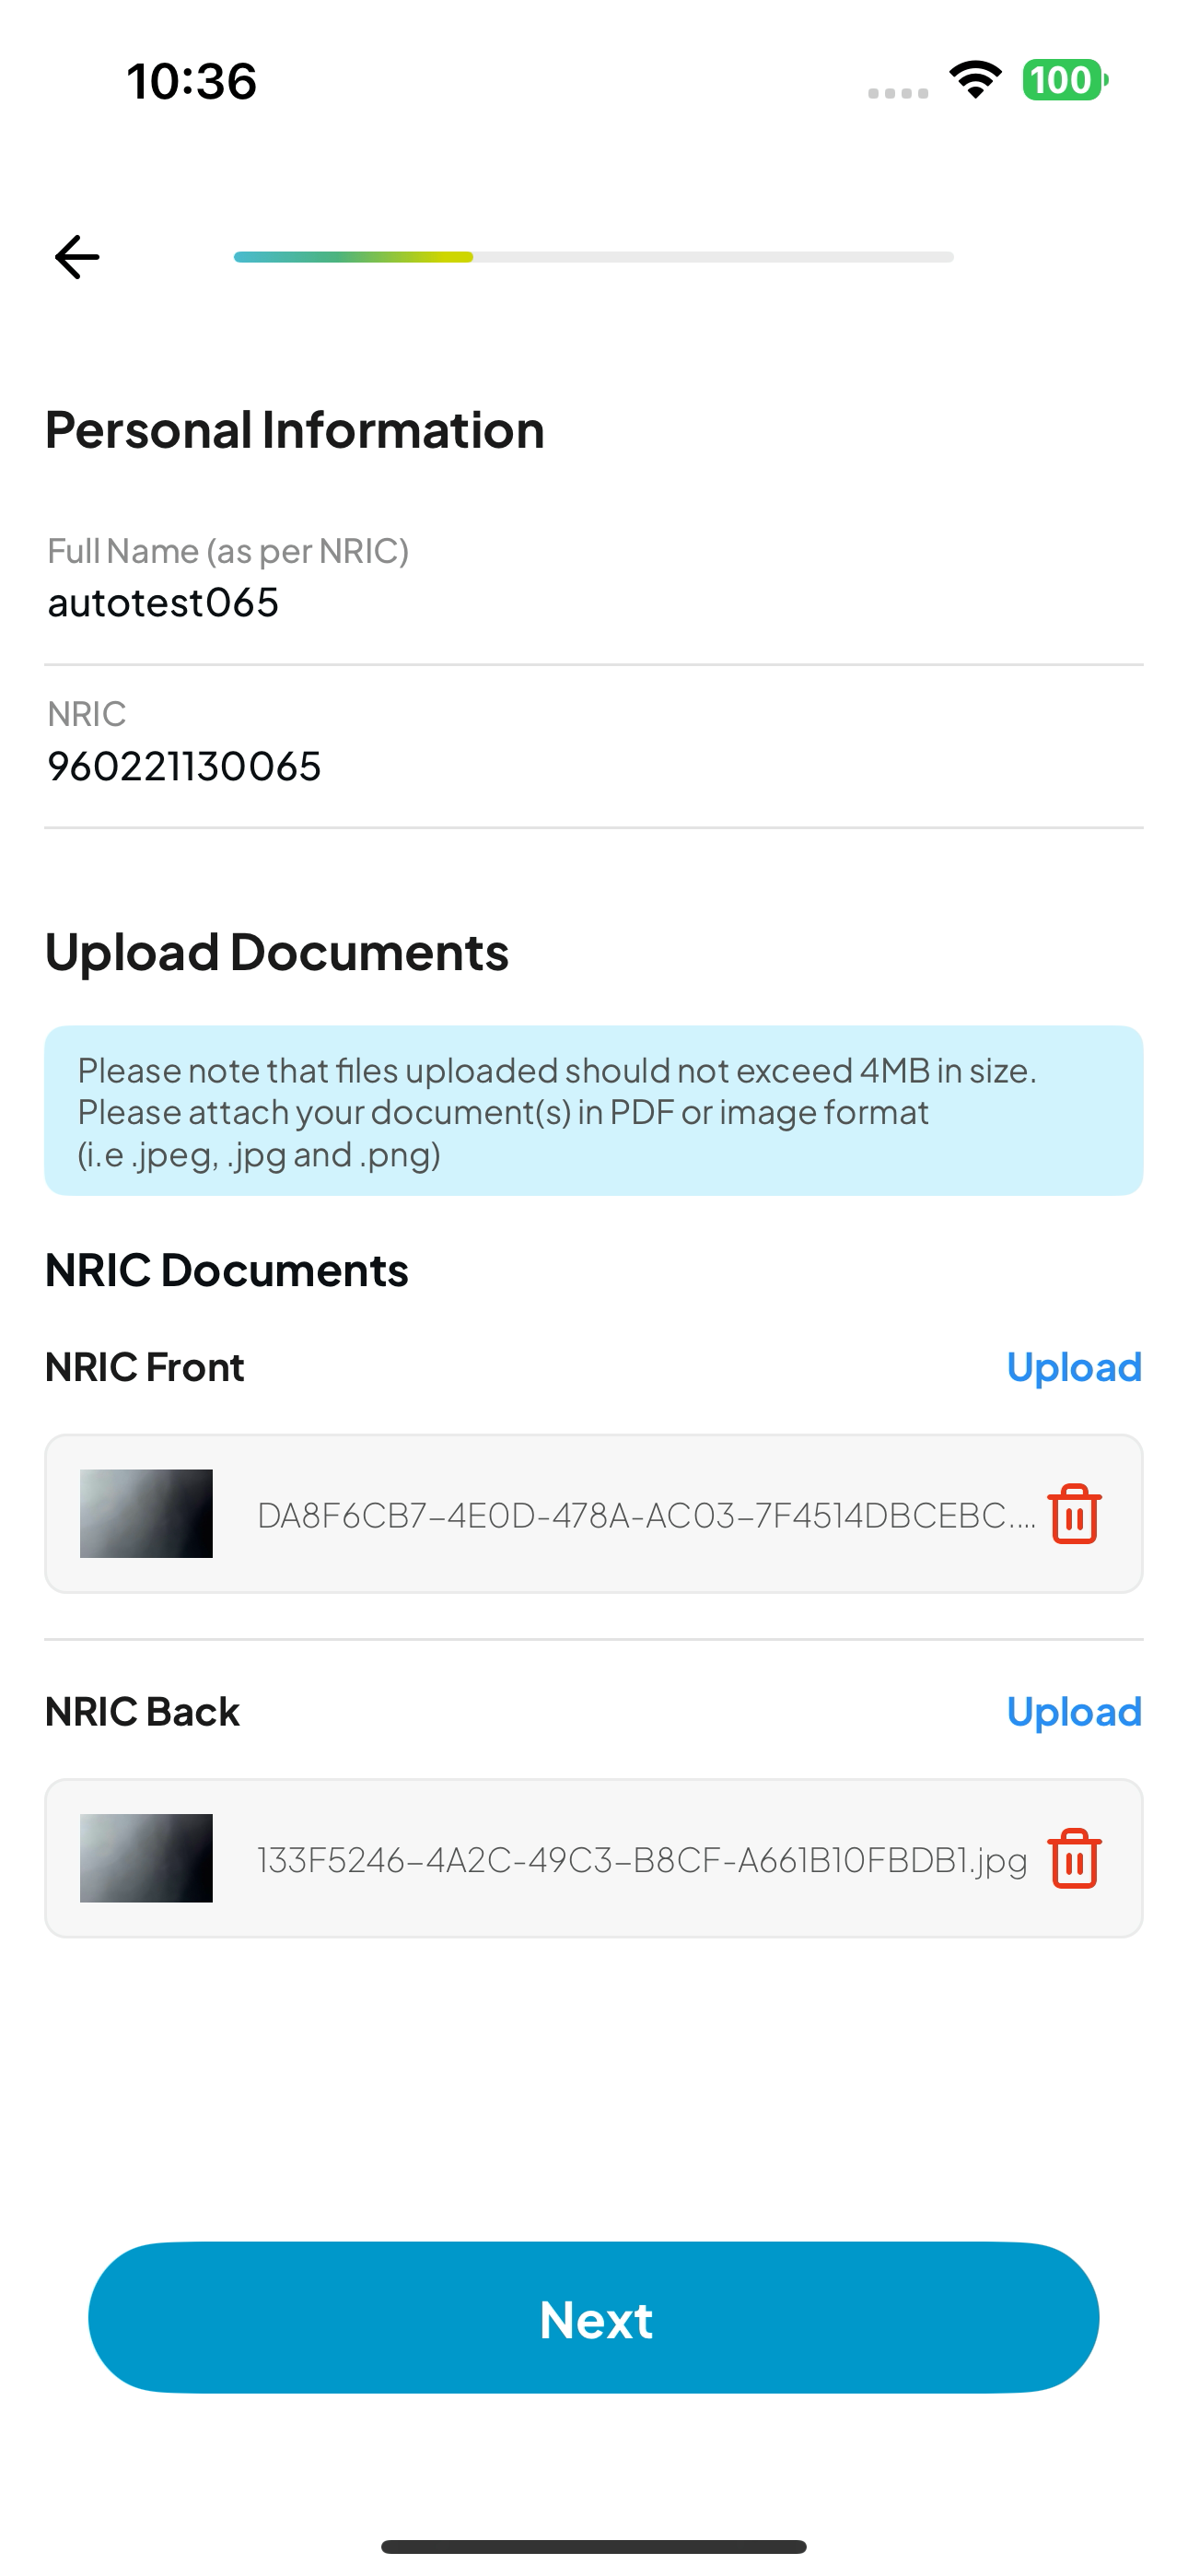 10:36
100
Personal Information
Full Name (as per NRIC)
autotest065
NRIC
960221130065
Upload Documents
Please note that files uploaded should not exceed 4MB in size.
Please attach your document(s) in PDF or image format
(i.e .jpeg, .jpg and .png)
NRIC Documents
NRIC Front
Upload
DA8F6CB7-4E0D-478A-AC03-7F4514DBCEBC....
NRIC Back
Upload
133F5246-4A2C-49C3-B8CF-A661B10FBDB1.jpg
Next